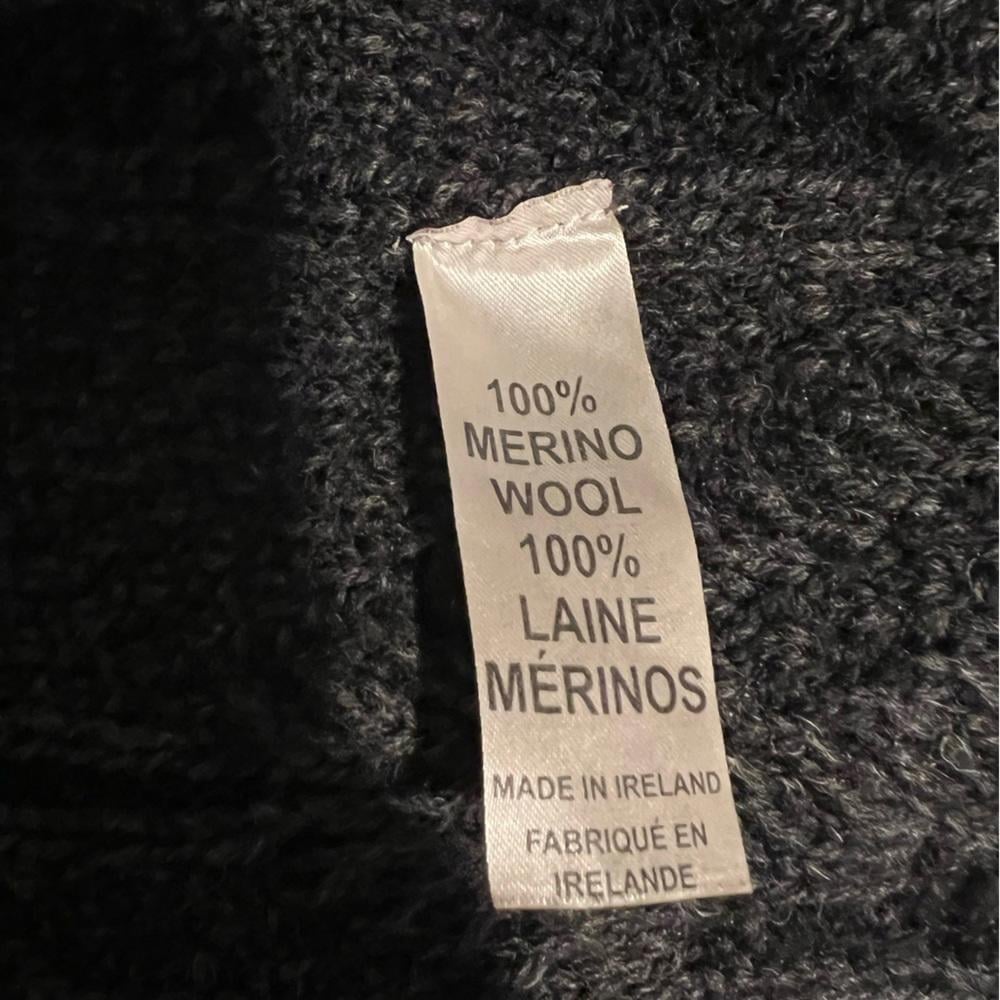 100%
MERINO
WOOL
100%
LAINE
MÉRINOS
MADE IN IRELAND
FABRIQUÉ EN
IRELANDE